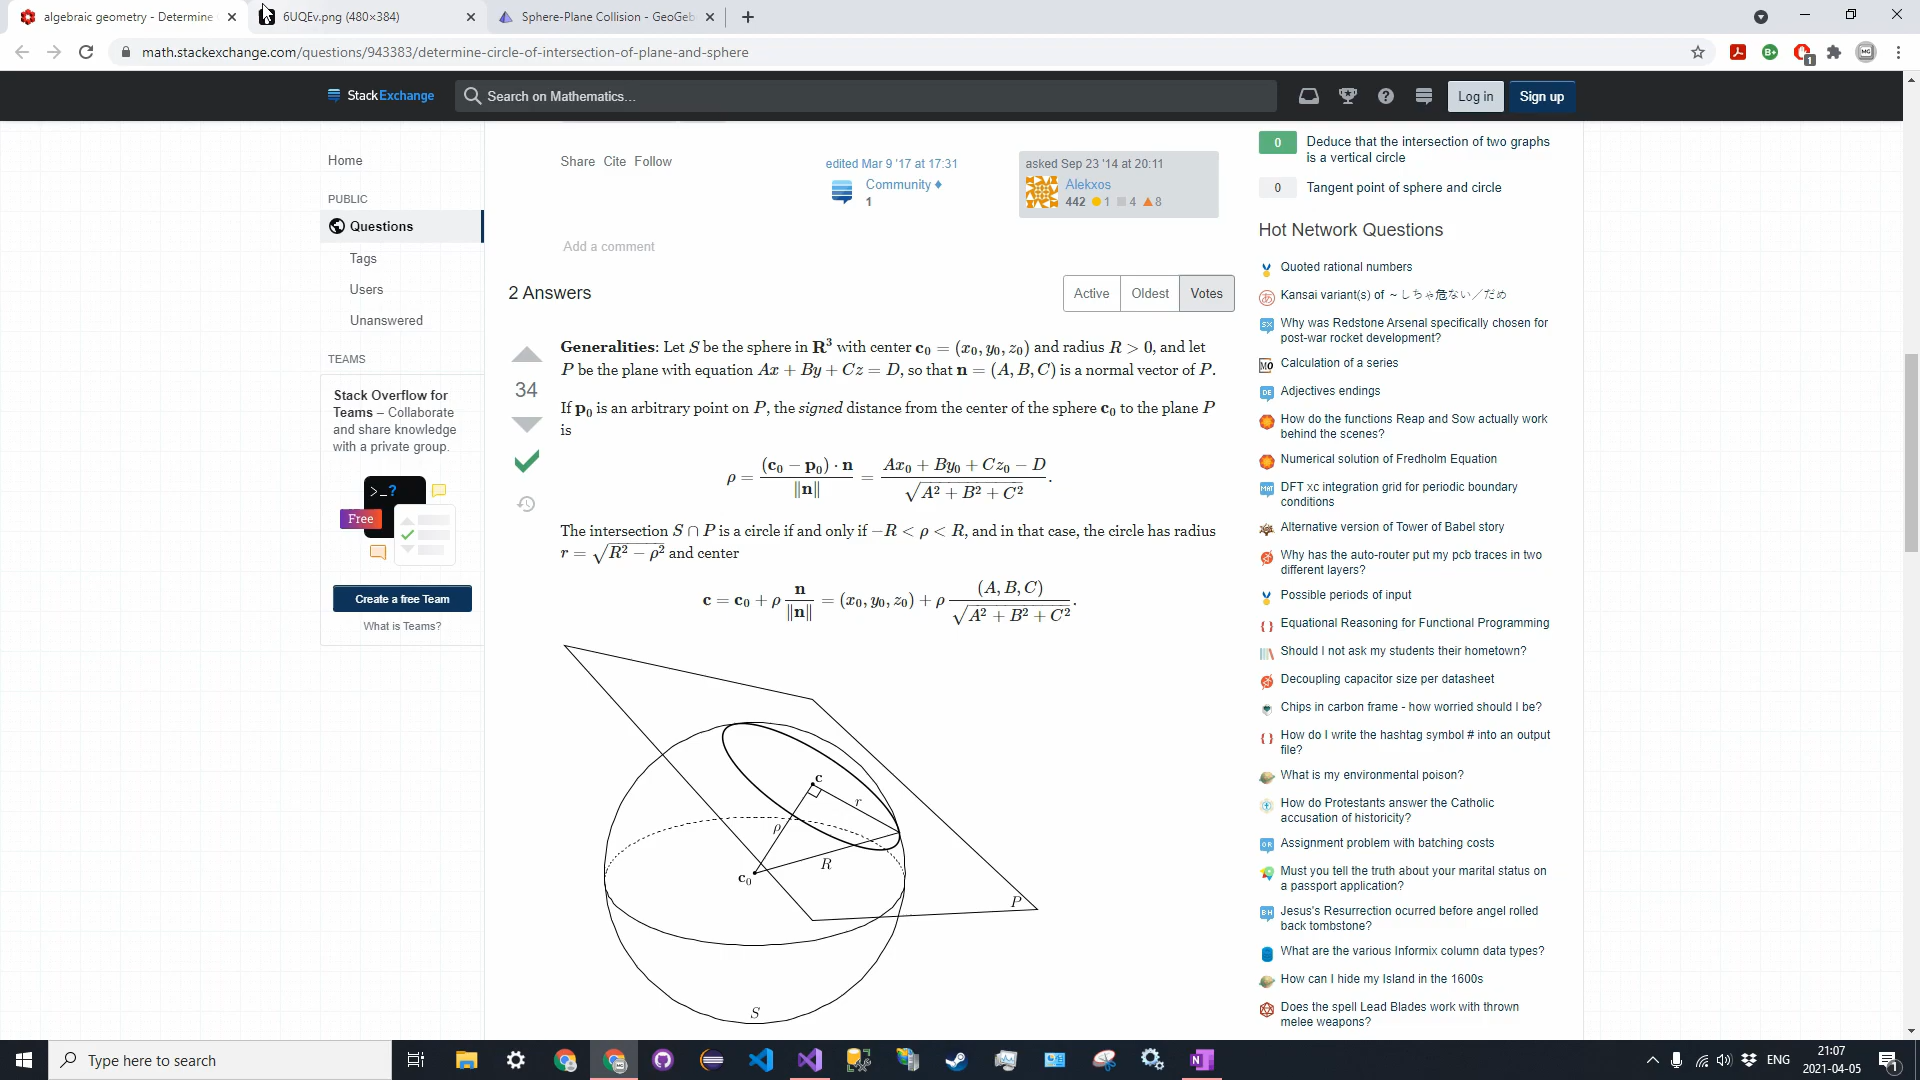 algebraic geometry - Determine
6UQEv.png (480×384)
Sphere-Plane Collision - GeoGeb
math.stackexchange.com/questions/943383/determine-circle-of-intersection-of-plane-and-sphere
StackExchange
Search on Mathematics...
Log in
Sign up
Home
PUBLIC
Questions
Tags
Users
Unanswered
TEAMS
Stack Overflow for
Teams – Collaborate
and share knowledge
with a private group.
>_?
Free
Create a free Team
What is Teams?
Share Cite Follow
edited Mar 9 '17 at 17:31
Community ♦
1
asked Sep 23 '14 at 20:11
Alekxos
442 1 4 8
Add a comment
2 Answers
Active Oldest Votes
34
Generalities: Let S be the sphere in R³ with center c₀ = (x₀, y₀, z₀) and radius R > 0, and let
P be the plane with equation Ax + By + Cz = D, so that n = (A, B, C) is a normal vector of P.
If p₀ is an arbitrary point on P, the signed distance from the center of the sphere c₀ to the plane P
is
ρ = (c₀ − p₀) · n / ‖n‖ = Ax₀ + By₀ + Cz₀ − D / √A² + B² + C² .
The intersection S ∩ P is a circle if and only if −R < ρ < R, and in that case, the circle has radius
r = √R² − ρ² and center
c = c₀ + ρ n / ‖n‖ = (x₀, y₀, z₀) + ρ (A, B, C) / √A² + B² + C² .
c
r
ρ
R
c₀
P
S
0 Deduce that the intersection of two graphs
is a vertical circle
0 Tangent point of sphere and circle
Hot Network Questions
Quoted rational numbers
Kansai variant(s) of ～しちゃ危ない／だめ
Why was Redstone Arsenal specifically chosen for
post-war rocket development?
Calculation of a series
Adjectives endings
How do the functions Reap and Sow actually work
behind the scenes?
Numerical solution of Fredholm Equation
DFT xc integration grid for periodic boundary
conditions
Alternative version of Tower of Babel story
Why has the auto-router put my pcb traces in two
different layers?
Possible periods of input
Equational Reasoning for Functional Programming
Should I not ask my students their hometown?
Decoupling capacitor size per datasheet
Chips in carbon frame - how worried should I be?
How do I write the hashtag symbol # into an output
file?
What is my environmental poison?
How do Protestants answer the Catholic
accusation of historicity?
Assignment problem with batching costs
Must you tell the truth about your marital status on
a passport application?
Jesus's Resurrection ocurred before angel rolled
back tombstone?
What are the various Informix column data types?
How can I hide my Island in the 1600s
Does the spell Lead Blades work with thrown
melee weapons?
Type here to search
ENG
21:07
2021-04-05
1